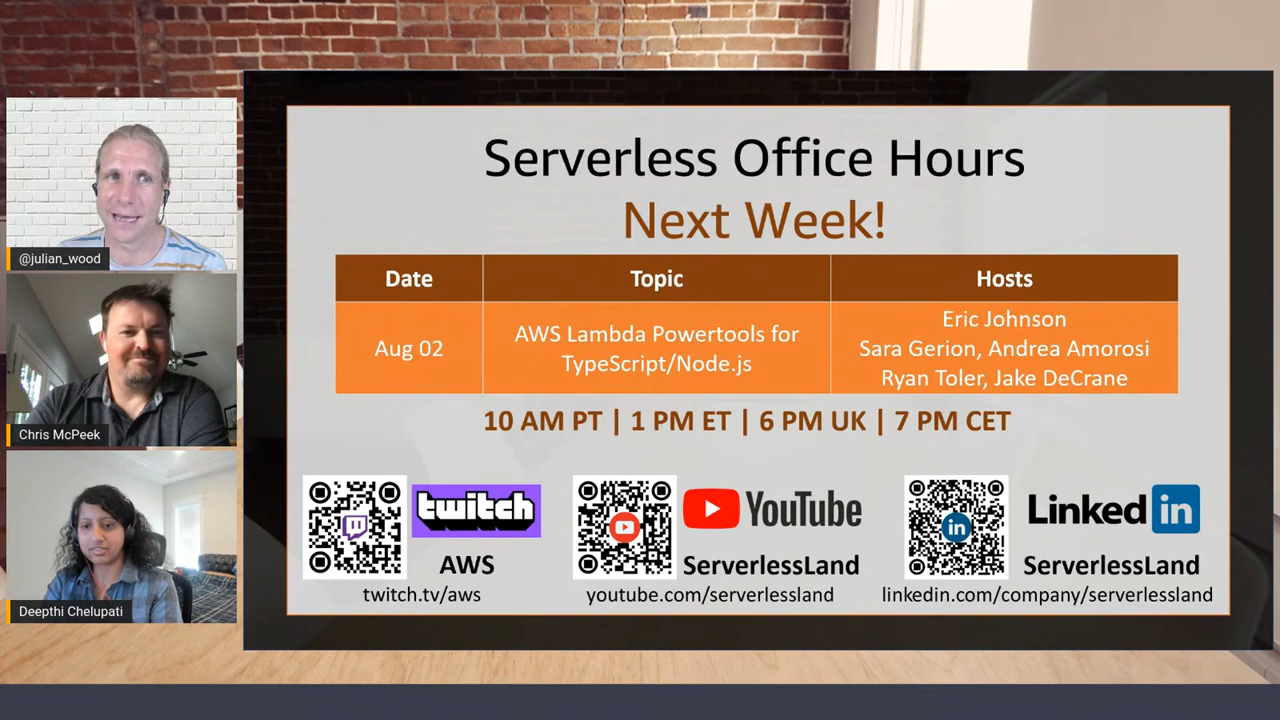 @julian_wood
Chris McPeek
Deepthi Chelupati
Serverless Office Hours
Next Week!
Date
Topic
Hosts
Aug 02
AWS Lambda Powertools for
TypeScript/Node.js
Eric Johnson
Sara Gerion, Andrea Amorosi
Ryan Toler, Jake DeCrane
10 AM PT | 1 PM ET | 6 PM UK | 7 PM CET
twitch
AWS
twitch.tv/aws
YouTube
ServerlessLand
youtube.com/serverlessland
in
Linked in
ServerlessLand
linkedin.com/company/serverlessland